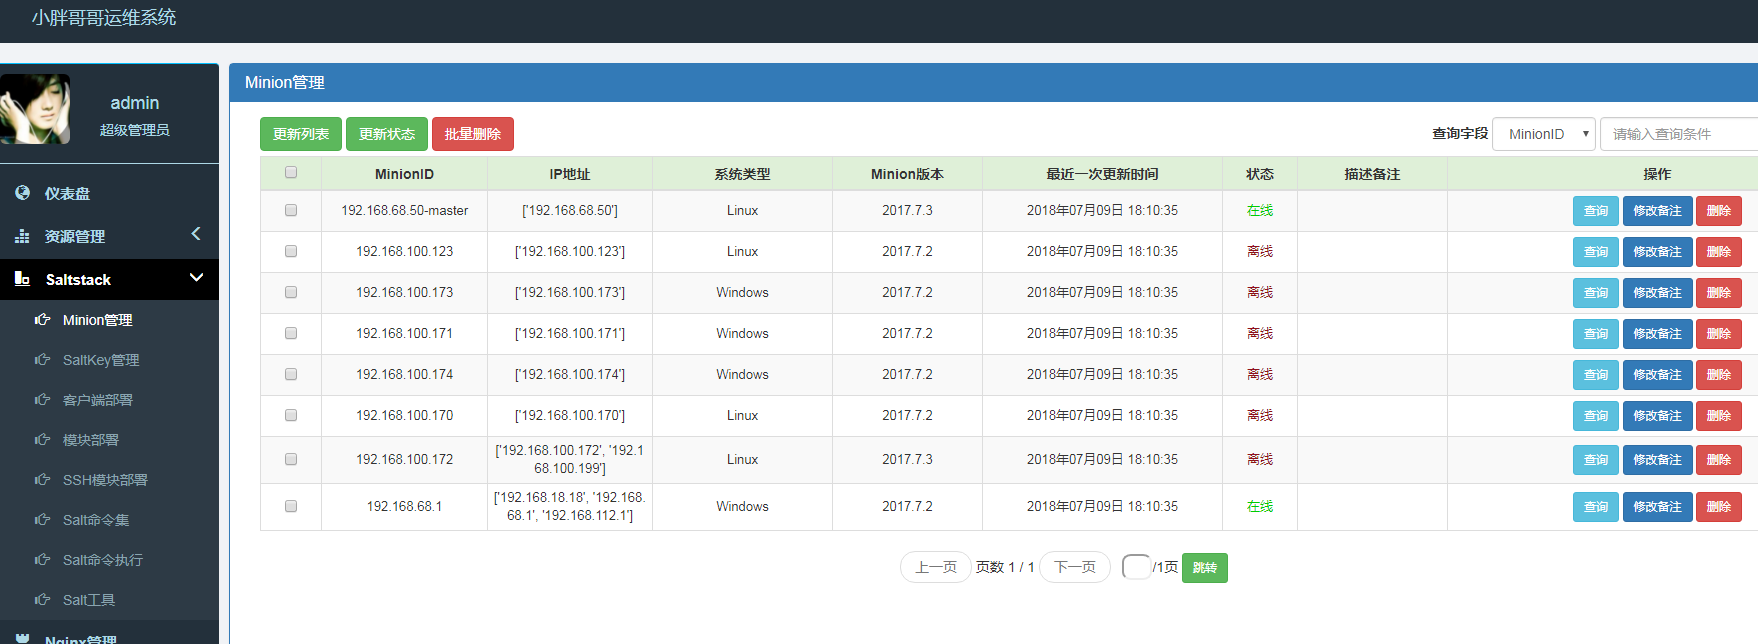 小胖哥哥运维系统
admin
超级管理员
仪表盘
资源管理
Saltstack
Minion管理
SaltKey管理
客户端部署
模块部署
SSH模块部署
Salt命令集
Salt命令执行
Salt工具
Nginx管理
Minion管理
更新列表 更新状态 批量删除 查询字段 MinionID 请输入查询条件
MinionID IP地址 系统类型 Minion版本 最近一次更新时间 状态 描述备注 操作
192.168.68.50-master ['192.168.68.50'] Linux 2017.7.3 2018年07月09日 18:10:35 在线 查询 修改备注 删除
192.168.100.123 ['192.168.100.123'] Linux 2017.7.2 2018年07月09日 18:10:35 离线 查询 修改备注 删除
192.168.100.173 ['192.168.100.173'] Windows 2017.7.2 2018年07月09日 18:10:35 离线 查询 修改备注 删除
192.168.100.171 ['192.168.100.171'] Windows 2017.7.2 2018年07月09日 18:10:35 离线 查询 修改备注 删除
192.168.100.174 ['192.168.100.174'] Windows 2017.7.2 2018年07月09日 18:10:35 离线 查询 修改备注 删除
192.168.100.170 ['192.168.100.170'] Linux 2017.7.2 2018年07月09日 18:10:35 离线 查询 修改备注 删除
['192.168.100.172', '192.1
192.168.100.172 Linux 2017.7.3 2018年07月09日 18:10:35 离线 查询 修改备注 删除
68.100.199']
['192.168.18.18', '192.168.
192.168.68.1 Windows 2017.7.2 2018年07月09日 18:10:35 在线 查询 修改备注 删除
68.1', '192.168.112.1']
上一页 页数 1 / 1 下一页 /1页 跳转